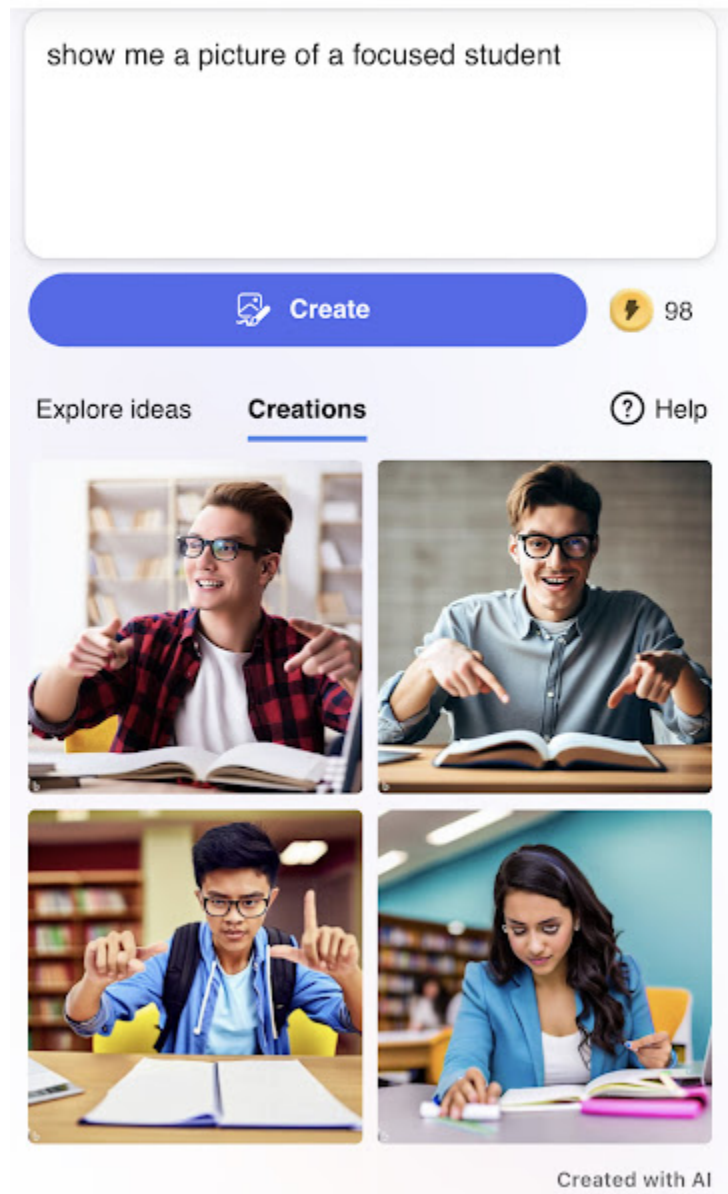 show me a picture of a focused student
Create
98
Explore ideas
Creations
Help
Created with AI